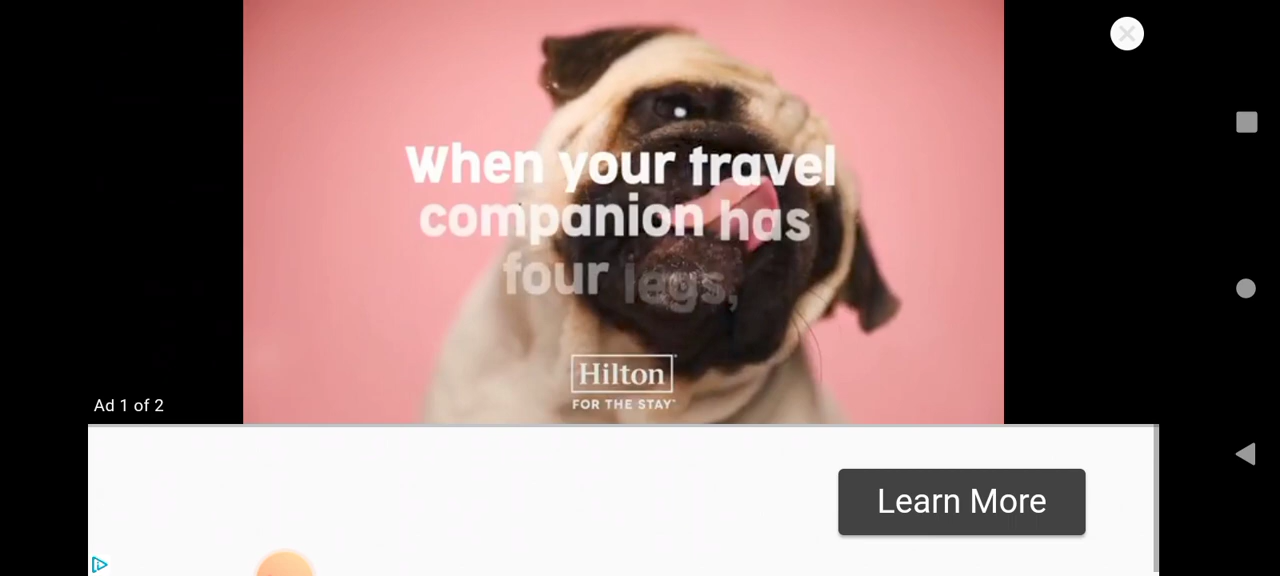 When your travel
companion has
four legs,
Hilton
FOR THE STAY
Ad 1 of 2
Learn More